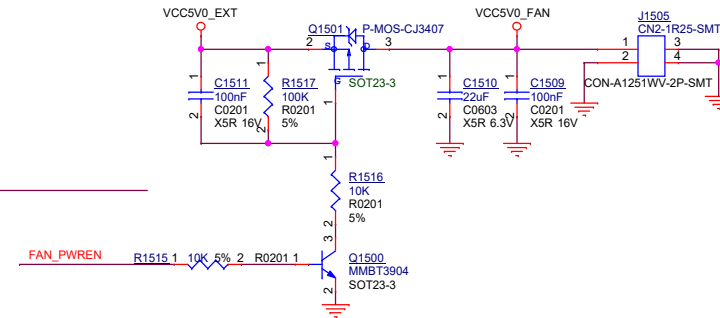 VCC5V0_EXT
VCC5V0_FAN
J1505
CN2-1R25-SMT
Q1501
P-MOS-CJ3407
2
S
D
3
G
SOT23-3
1
1
2
3
4
CON-A1251WV-2P-SMT
1
C1511
100nF
C0201
X5R 16V
2
1
R1517
100K
R0201
5%
2
1
C1510
22uF
C0603
X5R 6.3V
2
1
C1509
100nF
C0201
X5R 16V
2
1
R1516
10K
R0201
5%
2
FAN_PWREN
R1515 1 10K 5% 2 R0201 1
3
Q1500
MMBT3904
SOT23-3
2